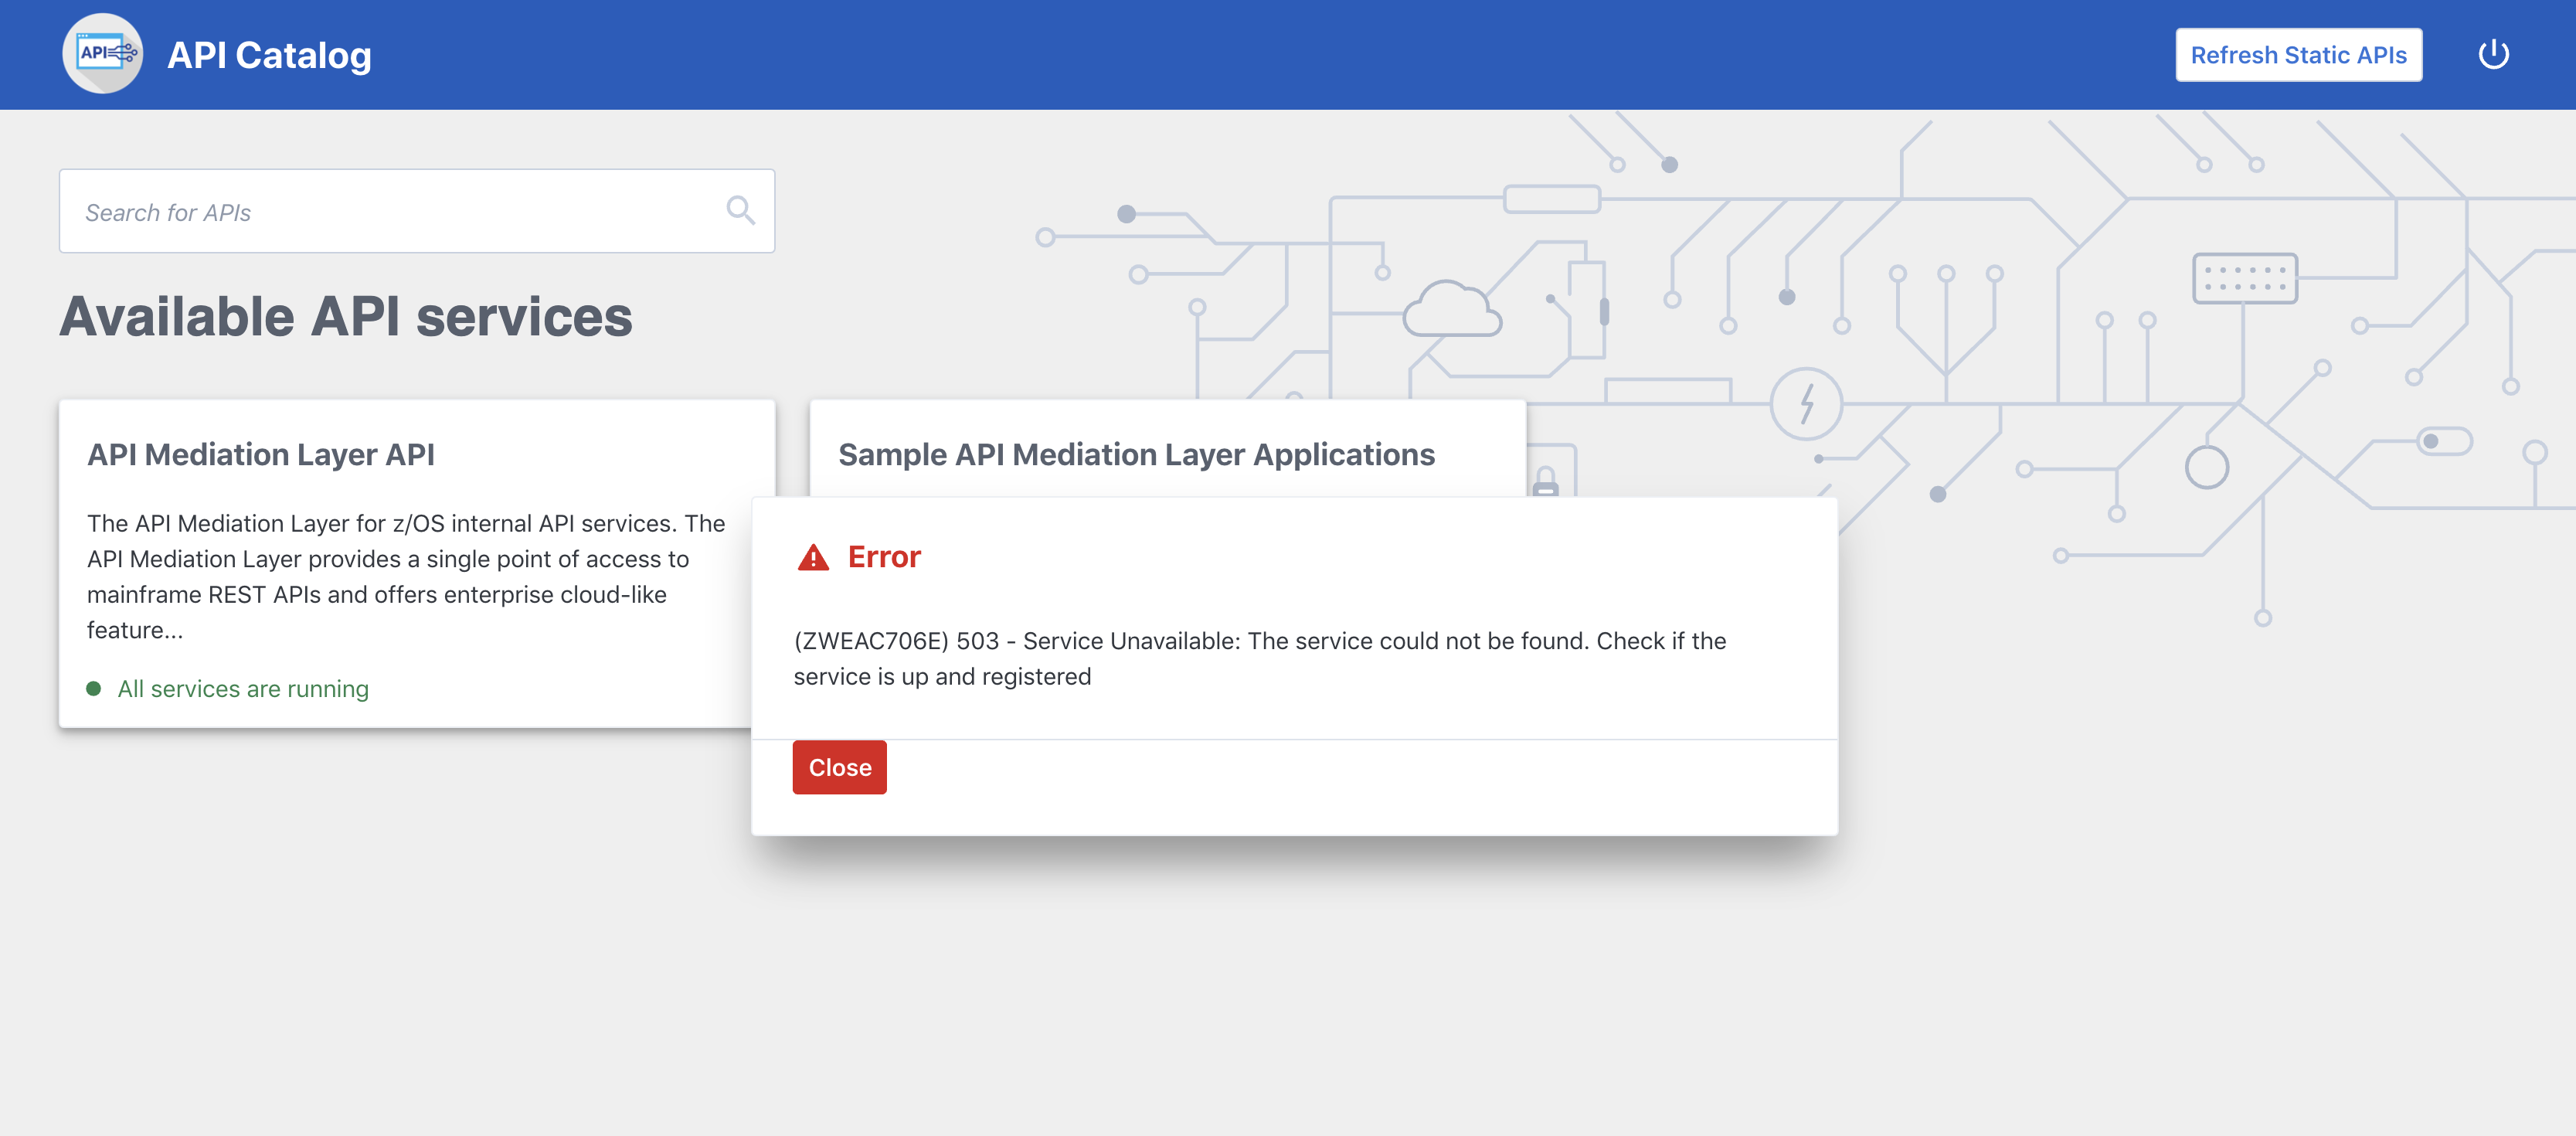 API
API Catalog
Refresh Static APIs
Search for APIs
Available API services
API Mediation Layer API
The API Mediation Layer for z/OS internal API services. The
API Mediation Layer provides a single point of access to
mainframe REST APIs and offers enterprise cloud-like
feature...
All services are running
Sample API Mediation Layer Applications
Error
(ZWEAC706E) 503 - Service Unavailable: The service could not be found. Check if the
service is up and registered
Close